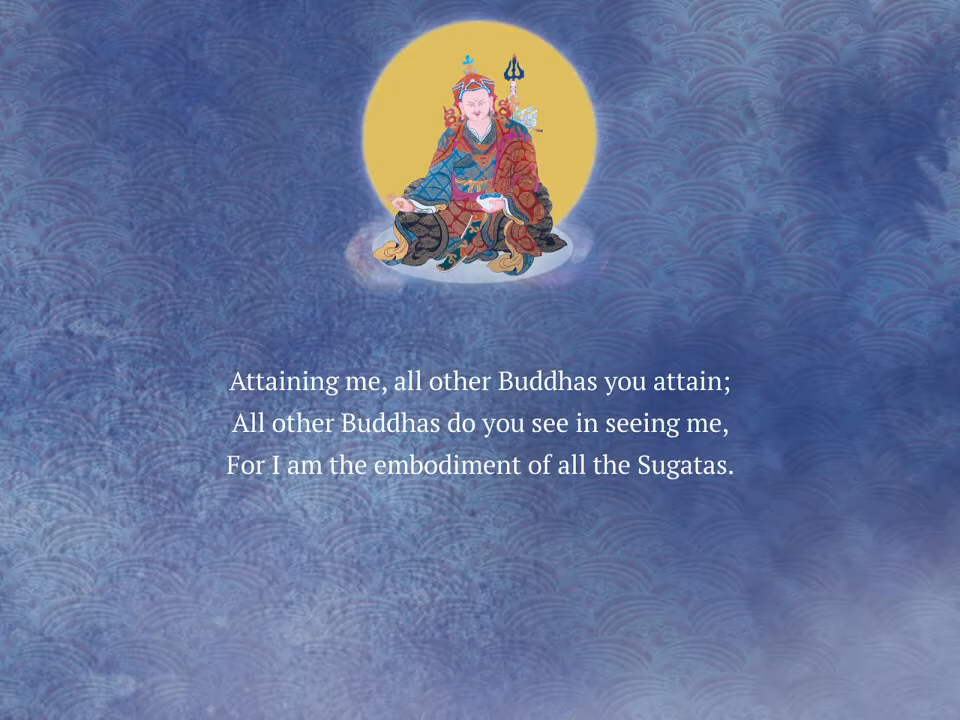 Attaining me, all other Buddhas you attain;
All other Buddhas do you see in seeing me,
For I am the embodiment of all the Sugatas.